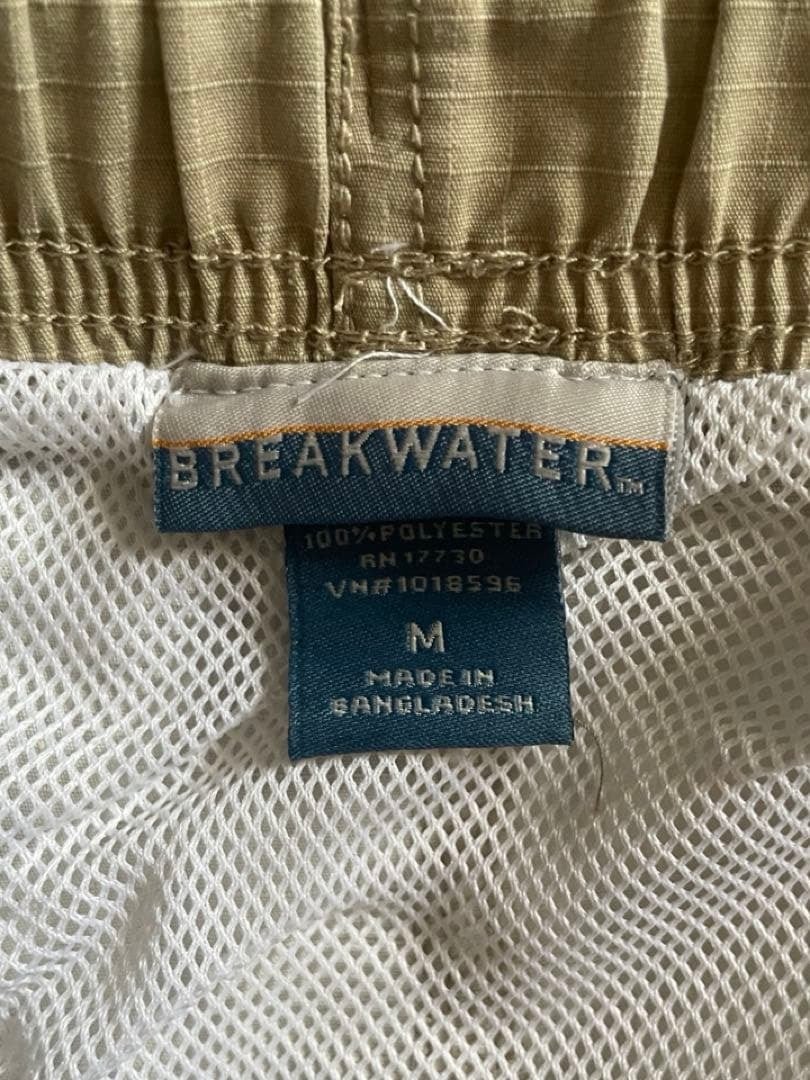 BREAKWATER™
100% POLYESTER
RN 17730
VN#1018596
M
MADE IN
BANGLADESH